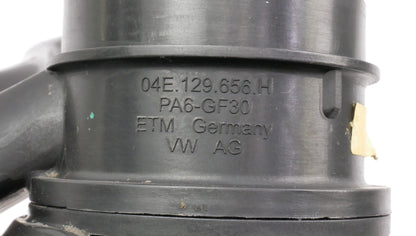 04E.129.656.H
PA6-GF30
ETM Germany
VW AG